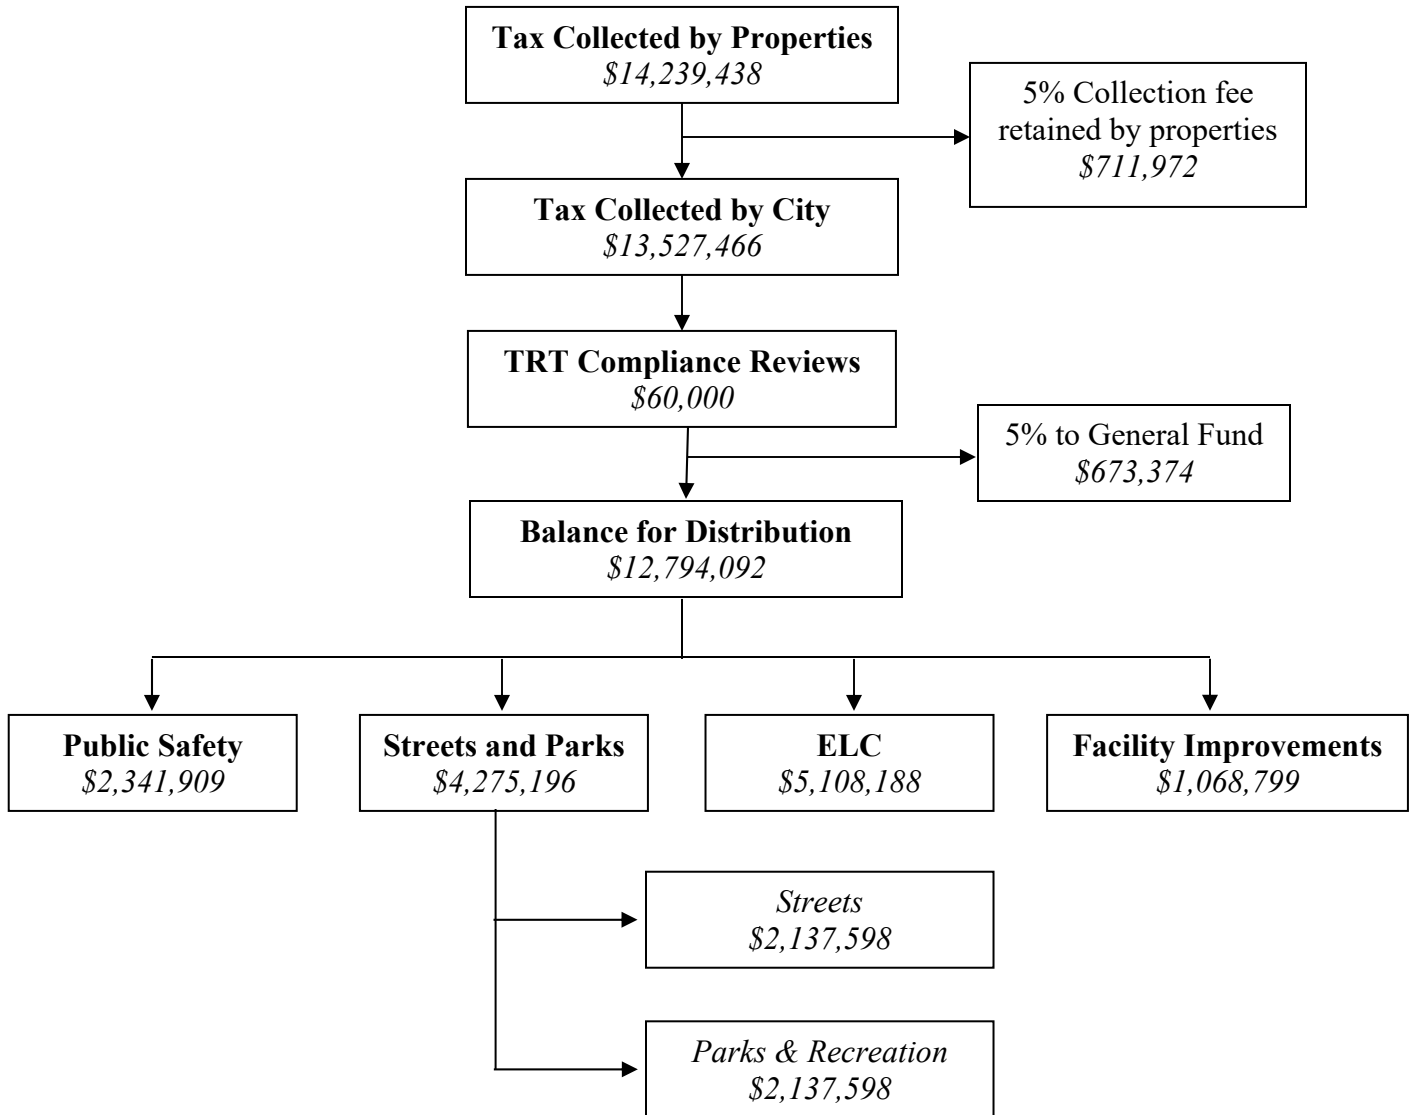 Tax Collected by Properties
$14,239,438
5% Collection fee
retained by properties
$711,972
Tax Collected by City
$13,527,466
TRT Compliance Reviews
$60,000
5% to General Fund
$673,374
Balance for Distribution
$12,794,092
Public Safety
$2,341,909
Streets and Parks
$4,275,196
ELC
$5,108,188
Facility Improvements
$1,068,799
Streets
$2,137,598
Parks & Recreation
$2,137,598